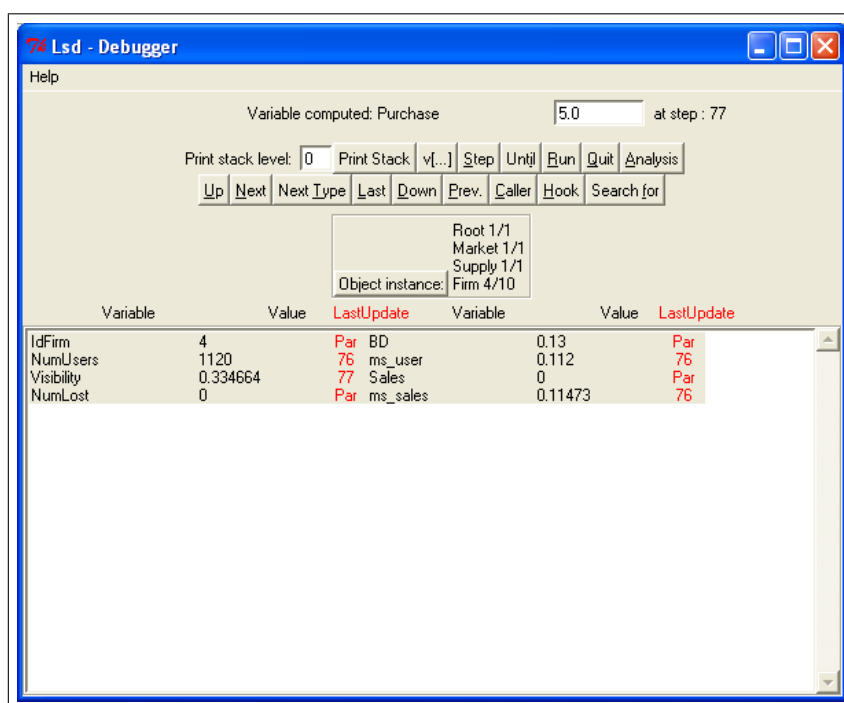 Lsd - Debugger
Help
Variable computed: Purchase 5.0 at step : 77
Print stack level: 0 Print Stack v[...] Step Until Run Quit Analysis
Up Next Next Type Last Down Prev. Caller Hook Search for
Root 1/1
Market 1/1
Supply 1/1
Object instance: Firm 4/10
Variable Value LastUpdate Variable Value LastUpdate
IdFirm 4 Par BD 0.13 Par
NumUsers 1120 76 ms_user 0.112 76
Visibility 0.334664 77 Sales 0 Par
NumLost 0 Par ms_sales 0.11473 76